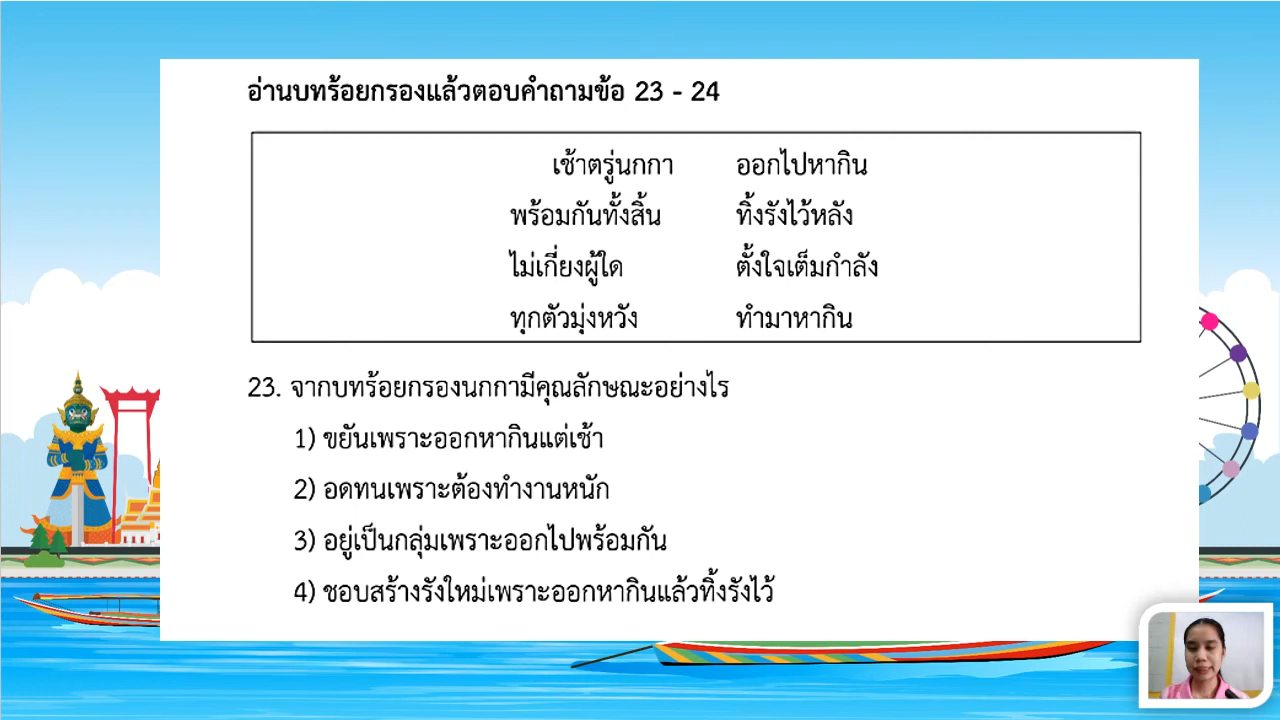 อ่านบทร้อยกรองแล้วตอบคำถามข้อ 23 - 24
เช้าตรู่นกกา ออกไปหากิน
พร้อมกันทั้งสิ้น ทิ้งรังไว้หลัง
ไม่เกี่ยงผู้ใด ตั้งใจเต็มกำลัง
ทุกตัวมุ่งหวัง ทำมาหากิน
23. จากบทร้อยกรองนกกามีคุณลักษณะอย่างไร
1) ขยันเพราะออกหากินแต่เช้า
2) อดทนเพราะต้องทำงานหนัก
3) อยู่เป็นกลุ่มเพราะออกไปพร้อมกัน
4) ชอบสร้างรังใหม่เพราะออกหากินแล้วทิ้งรังไว้